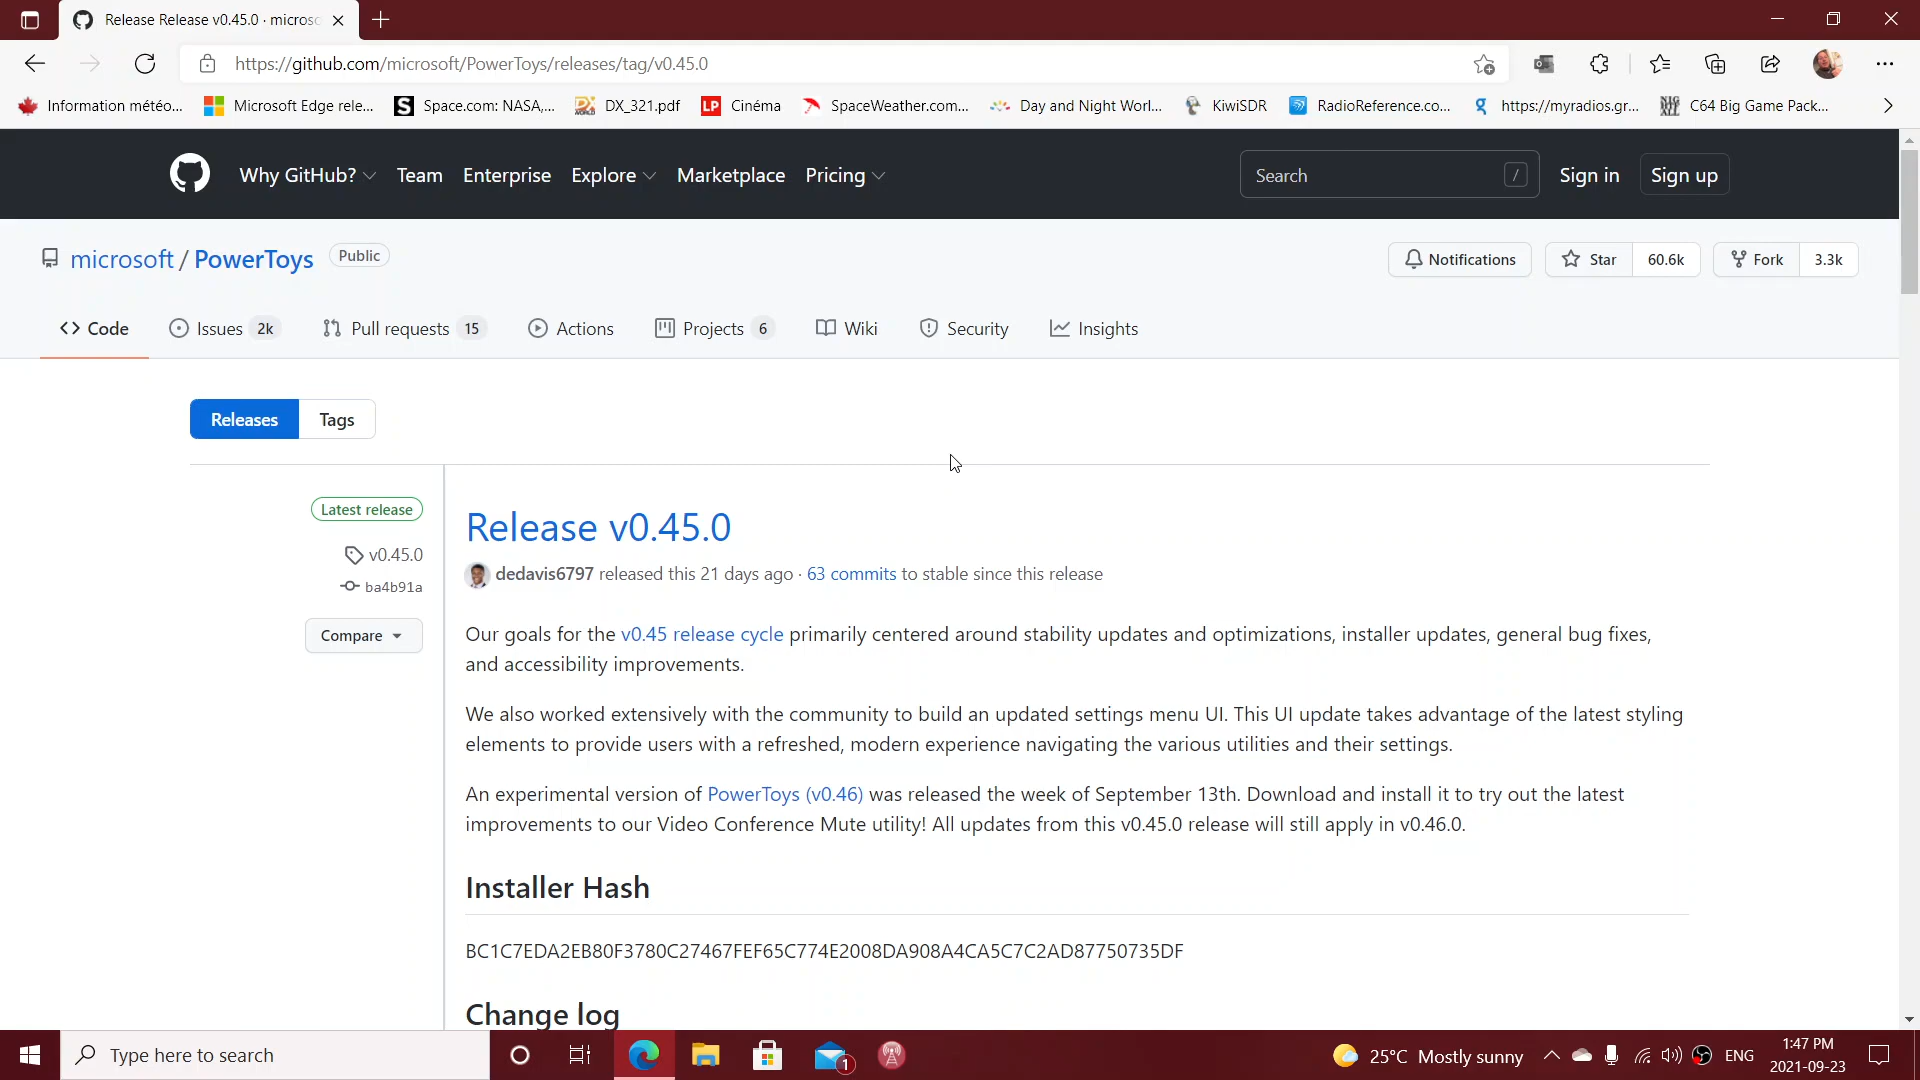 Release Release v0.45.0 · microsc
https://github.com/microsoft/PowerToys/releases/tag/v0.45.0
Information météo...
Microsoft Edge rele...
Space.com: NASA,...
DX_321.pdf
LP Cinéma
SpaceWeather.com...
Day and Night Worl...
KiwiSDR
RadioReference.co...
https://myradios.gr...
C64 Big Game Pack...
Why GitHub? Team Enterprise Explore Marketplace Pricing
Search /
Sign in
Sign up
microsoft / PowerToys Public
Notifications
Star 60.6k
Fork 3.3k
Code
Issues 2k
Pull requests 15
Actions
Projects 6
Wiki
Security
Insights
Releases Tags
Latest release
v0.45.0
ba4b91a
Compare
Release v0.45.0
dedavis6797 released this 21 days ago · 63 commits to stable since this release
Our goals for the v0.45 release cycle primarily centered around stability updates and optimizations, installer updates, general bug fixes,
and accessibility improvements.
We also worked extensively with the community to build an updated settings menu UI. This UI update takes advantage of the latest styling
elements to provide users with a refreshed, modern experience navigating the various utilities and their settings.
An experimental version of PowerToys (v0.46) was released the week of September 13th. Download and install it to try out the latest
improvements to our Video Conference Mute utility! All updates from this v0.45.0 release will still apply in v0.46.0.
Installer Hash
BC1C7EDA2EB80F3780C27467FEF65C774E2008DA908A4CA5C7C2AD87750735DF
Change log
Type here to search
1
25°C Mostly sunny
ENG
1:47 PM
2021-09-23